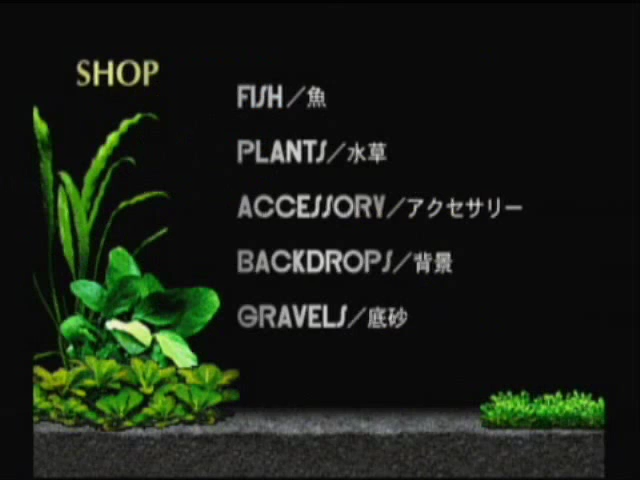 SHOP
FISH／魚
PLANTS／水草
ACCESSORY／アクセサリー
BACKDROPS／背景
GRAVELS／底砂